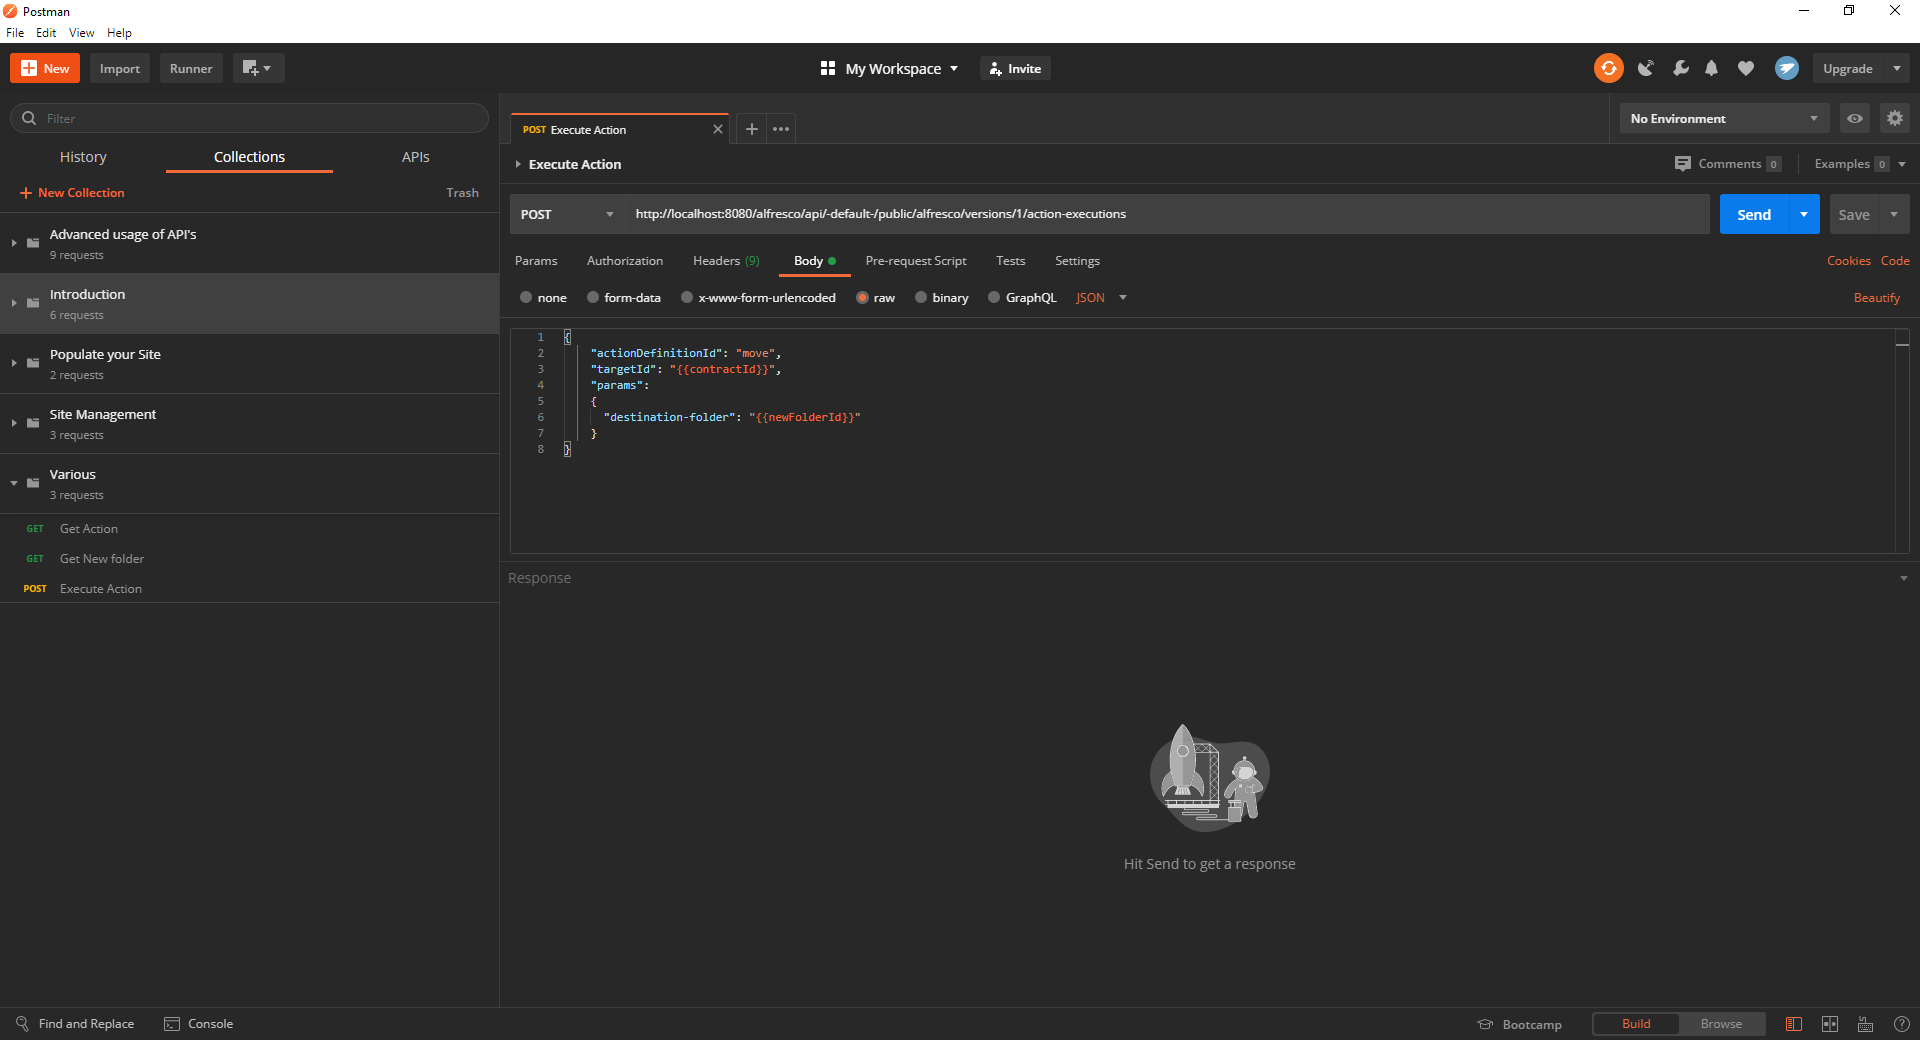 Postman
File Edit View Help
New Import Runner My Workspace Invite Upgrade
Filter
History Collections APIs
New Collection Trash
Advanced usage of API's
9 requests
Introduction
6 requests
Populate your Site
2 requests
Site Management
3 requests
Various
3 requests
GET Get Action
GET Get New folder
POST Execute Action
POST Execute Action
No Environment
Execute Action
Comments 0 Examples 0
POST http://localhost:8080/alfresco/api/-default-/public/alfresco/versions/1/action-executions Send Save
Params Authorization Headers (9) Body Pre-request Script Tests Settings Cookies Code
none form-data x-www-form-urlencoded raw binary GraphQL JSON Beautify
1 {
2 "actionDefinitionId": "move",
3 "targetId": "{{contractId}}",
4 "params":
5 {
6 "destination-folder": "{{newFolderId}}"
7 }
8 }
Response
Hit Send to get a response
Find and Replace Console Bootcamp Build Browse